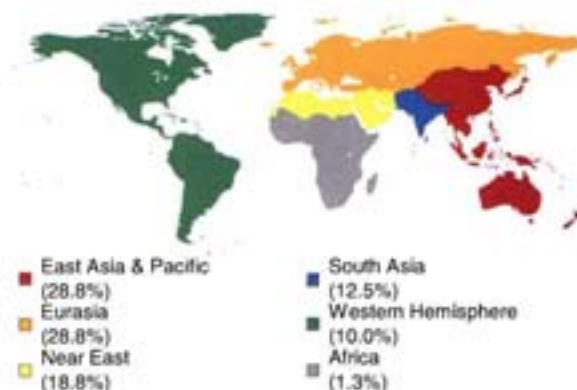 East Asia & Pacific
(28.8%)
Eurasia
(28.8%)
Near East
(18.8%)
South Asia
(12.5%)
Western Hemisphere
(10.0%)
Africa
(1.3%)